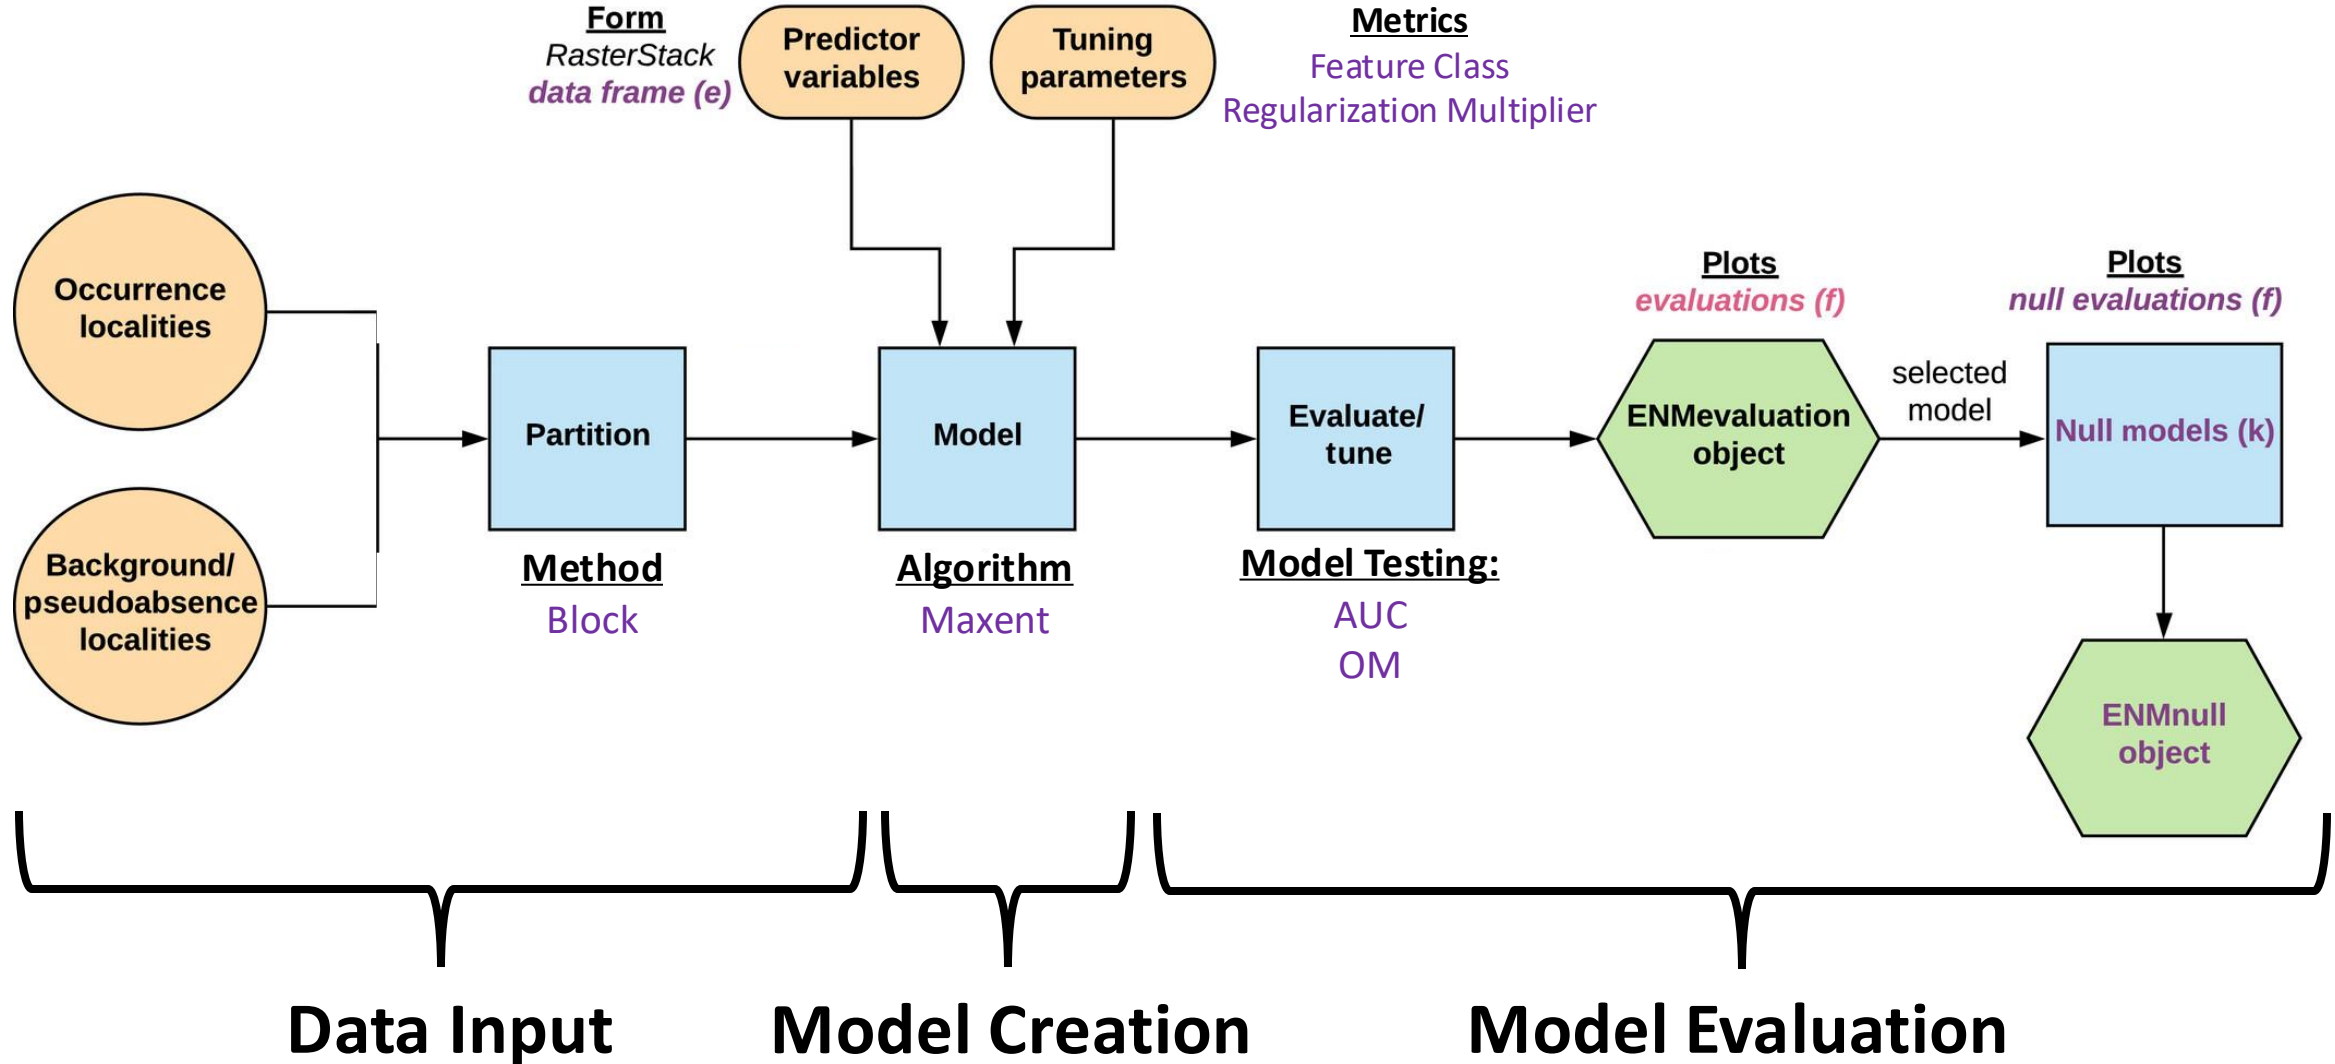 Form
RasterStack
data frame (e)
Predictor
variables
Tuning
parameters
Metrics
Feature Class
Regularization Multiplier
Occurrence
localities
Background/
pseudoabsence
localities
Partition
Method
Block
Model
Algorithm
Maxent
Evaluate/
tune
Model Testing:
AUC
OM
Plots
evaluations (f)
ENMevaluation
object
selected
model
Plots
null evaluations (f)
Null models (k)
ENMnull
object
Data Input
Model Creation
Model Evaluation